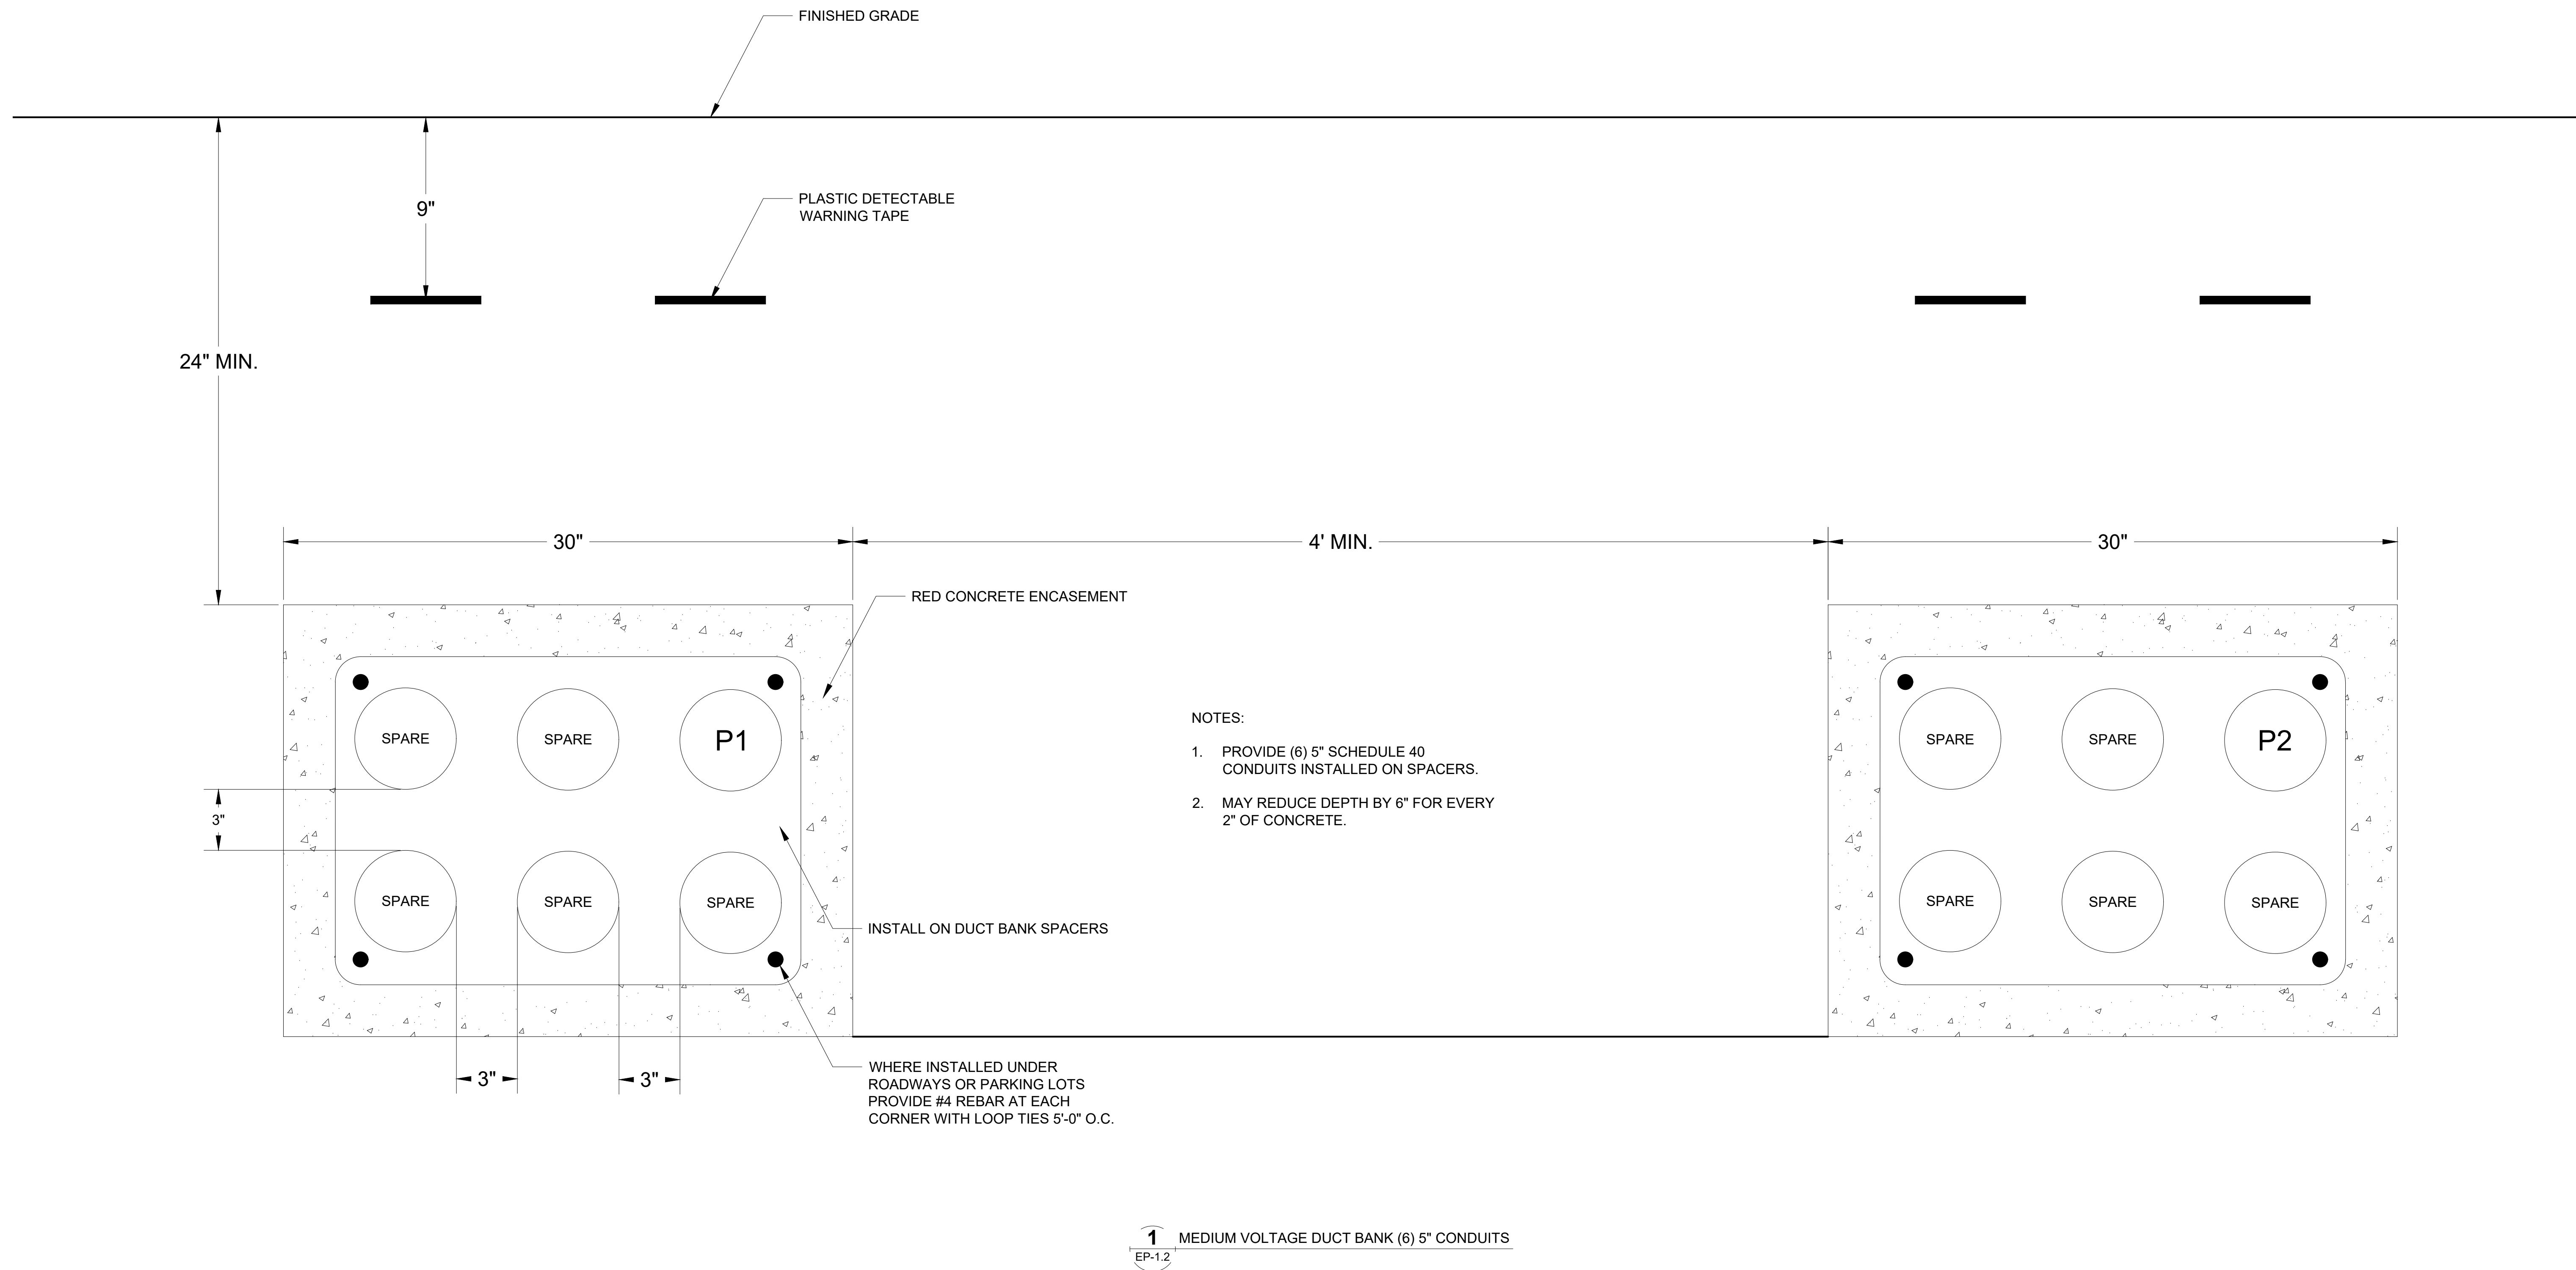 FINISHED GRADE
PLASTIC DETECTABLE
WARNING TAPE
9"
24" MIN.
30"
4' MIN.
30"
RED CONCRETE ENCASEMENT
SPARE
SPARE
P1
SPARE
SPARE
P2
NOTES:
1. PROVIDE (6) 5" SCHEDULE 40
CONDUITS INSTALLED ON SPACERS.
2. MAY REDUCE DEPTH BY 6" FOR EVERY
2" OF CONCRETE.
3"
SPARE
SPARE
SPARE
SPARE
SPARE
SPARE
INSTALL ON DUCT BANK SPACERS
3"
3"
WHERE INSTALLED UNDER
ROADWAYS OR PARKING LOTS
PROVIDE #4 REBAR AT EACH
CORNER WITH LOOP TIES 5'-0" O.C.
1
EP-1.2
MEDIUM VOLTAGE DUCT BANK (6) 5" CONDUITS